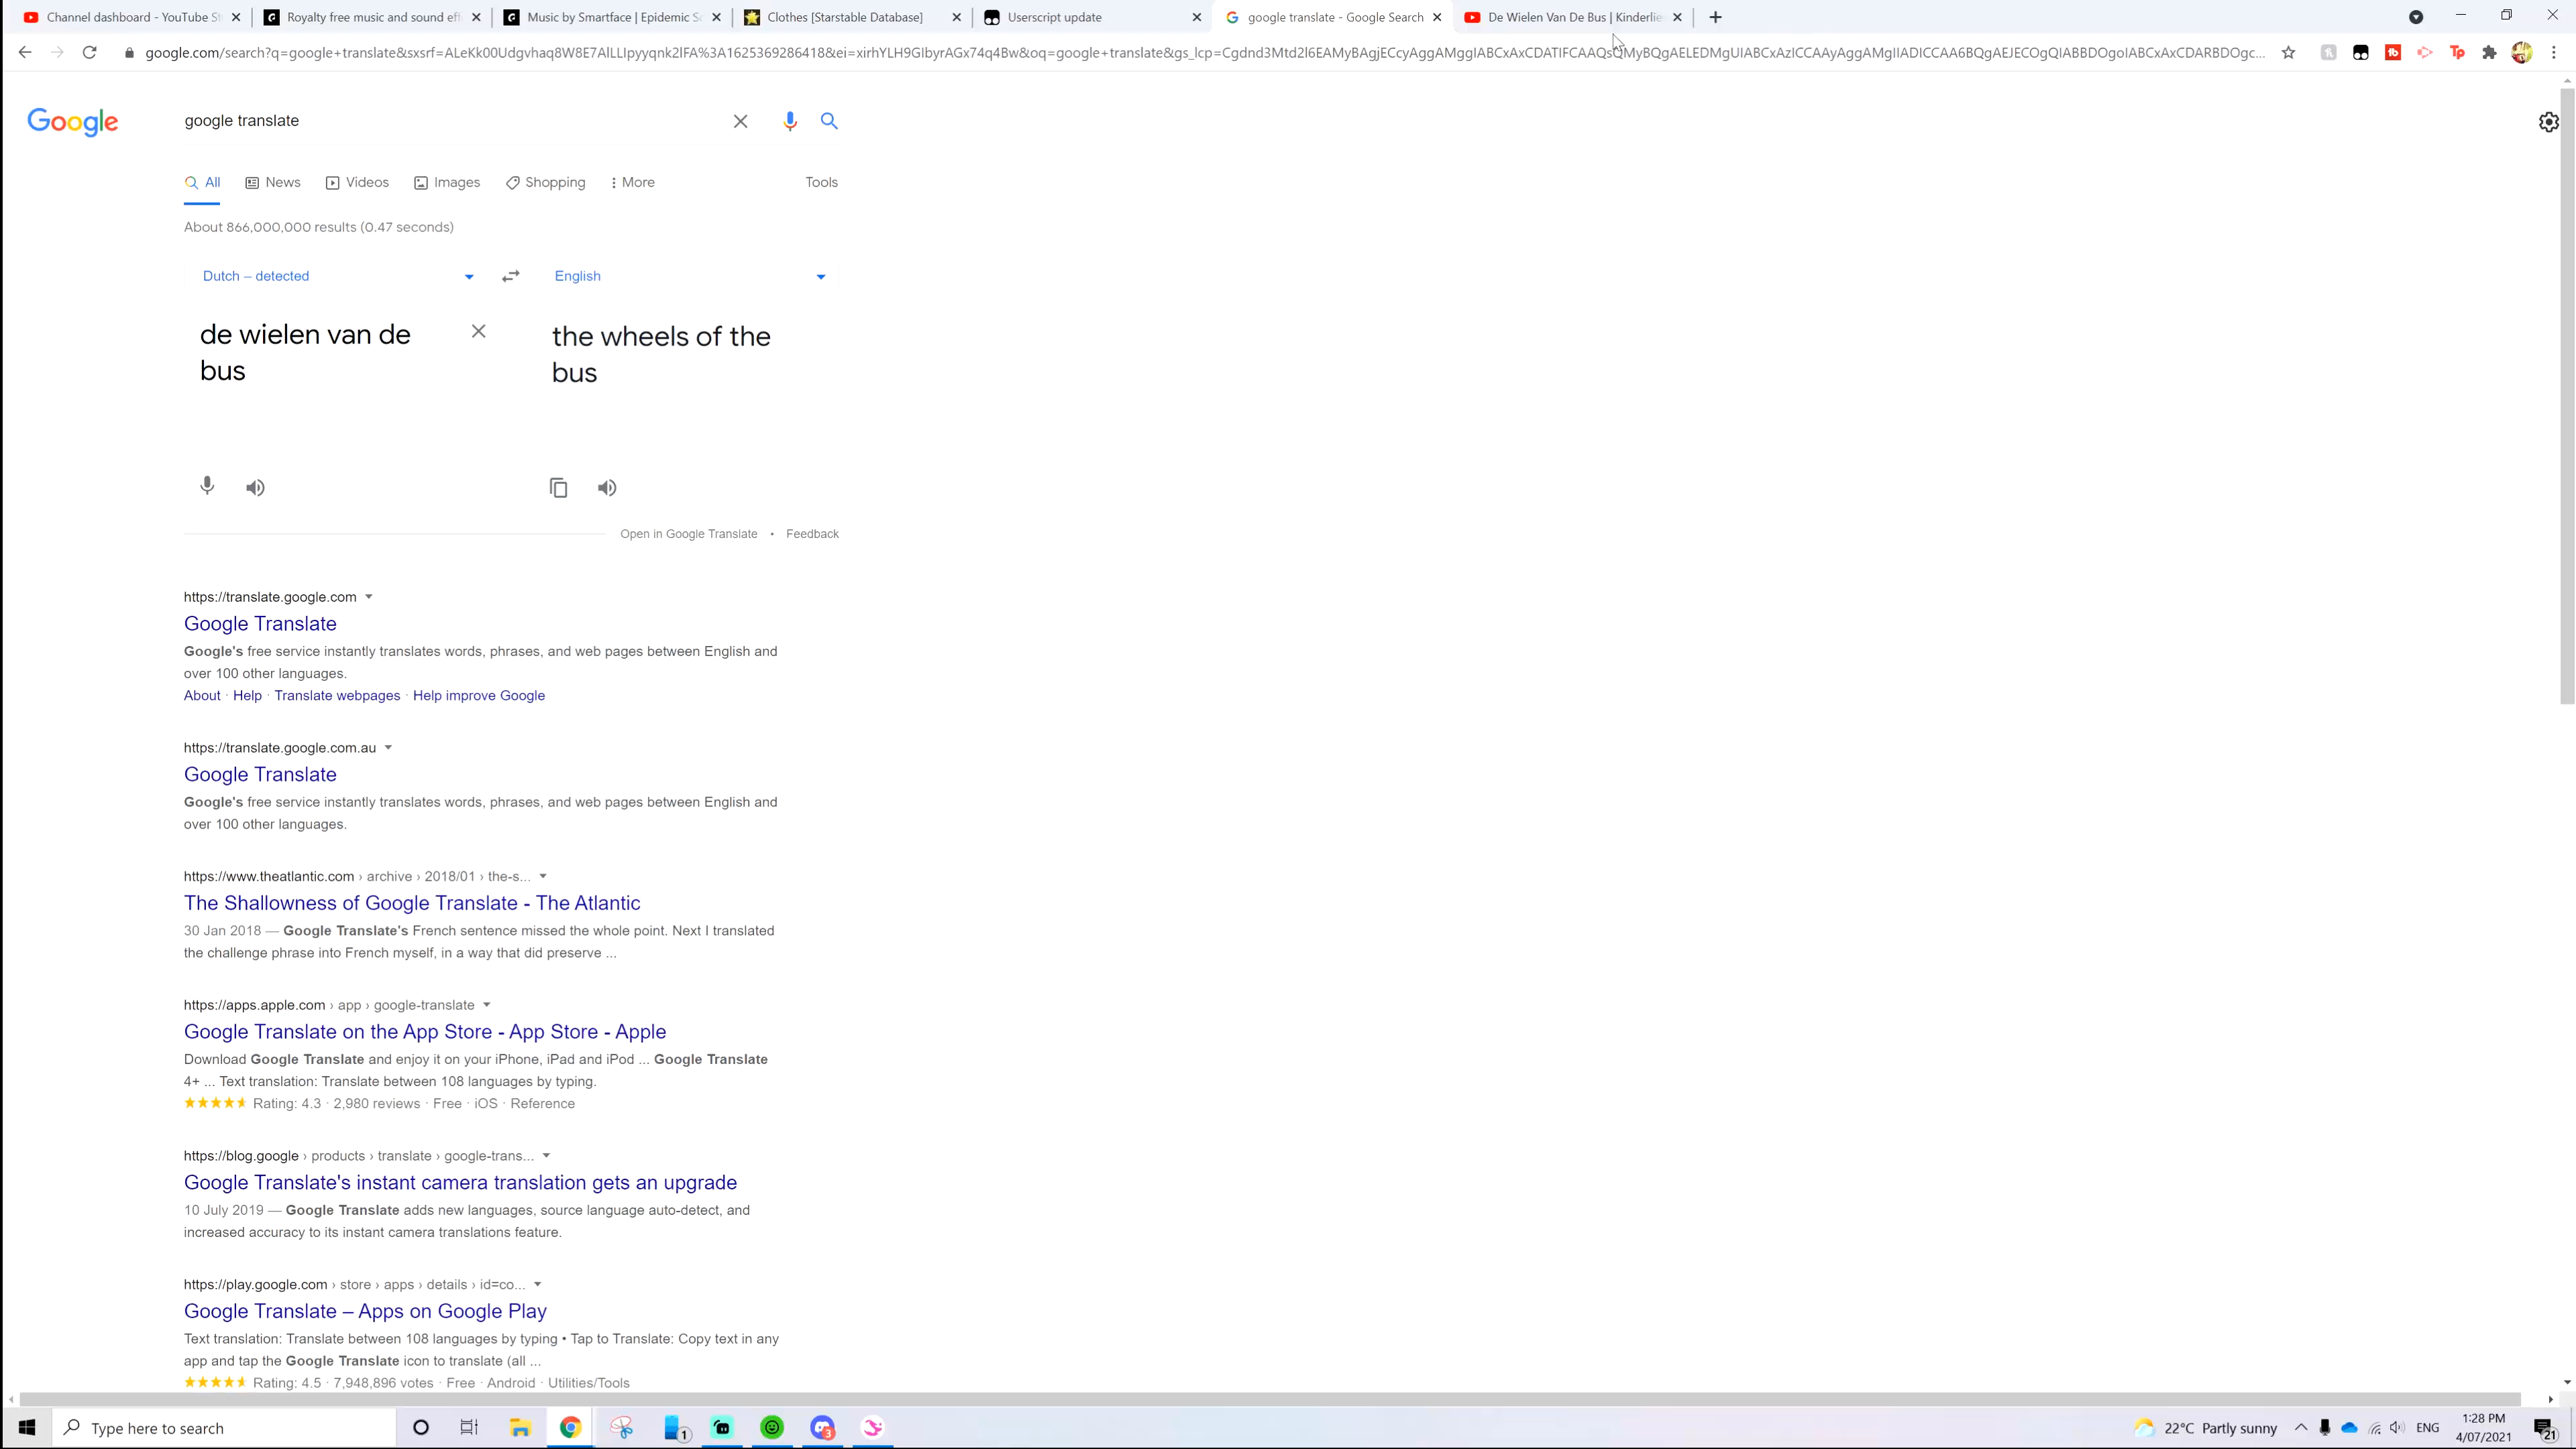 Channel dashboard - YouTube St
Royalty free music and sound eff
Music by Smartface | Epidemic So
Clothes [Starstable Database]
Userscript update
google translate - Google Search
De Wielen Van De Bus | Kinderlie
Google
google translate
All
News
Videos
Images
Shopping
More
Tools
About 866,000,000 results (0.47 seconds)
Dutch – detected
English
de wielen van de
bus
the wheels of the
bus
Open in Google Translate • Feedback
https://translate.google.com
Google Translate
Google's free service instantly translates words, phrases, and web pages between English and
over 100 other languages.
About · Help · Translate webpages · Help improve Google
https://translate.google.com.au
Google Translate
Google's free service instantly translates words, phrases, and web pages between English and
over 100 other languages.
https://www.theatlantic.com › archive › 2018/01 › the-s...
The Shallowness of Google Translate - The Atlantic
30 Jan 2018 — Google Translate's French sentence missed the whole point. Next I translated
the challenge phrase into French myself, in a way that did preserve ...
https://apps.apple.com › app › google-translate
Google Translate on the App Store - App Store - Apple
Download Google Translate and enjoy it on your iPhone, iPad and iPod ... Google Translate
4+ ... Text translation: Translate between 108 languages by typing.
Rating: 4.3 · 2,980 reviews · Free · iOS · Reference
https://blog.google › products › translate › google-trans...
Google Translate's instant camera translation gets an upgrade
10 July 2019 — Google Translate adds new languages, source language auto-detect, and
increased accuracy to its instant camera translations feature.
https://play.google.com › store › apps › details › id=co...
Google Translate – Apps on Google Play
Text translation: Translate between 108 languages by typing • Tap to Translate: Copy text in any
app and tap the Google Translate icon to translate (all ...
Rating: 4.5 · 7,948,896 votes · Free · Android · Utilities/Tools
Type here to search
1
3
22°C Partly sunny
ENG
1:28 PM
4/07/2021
21